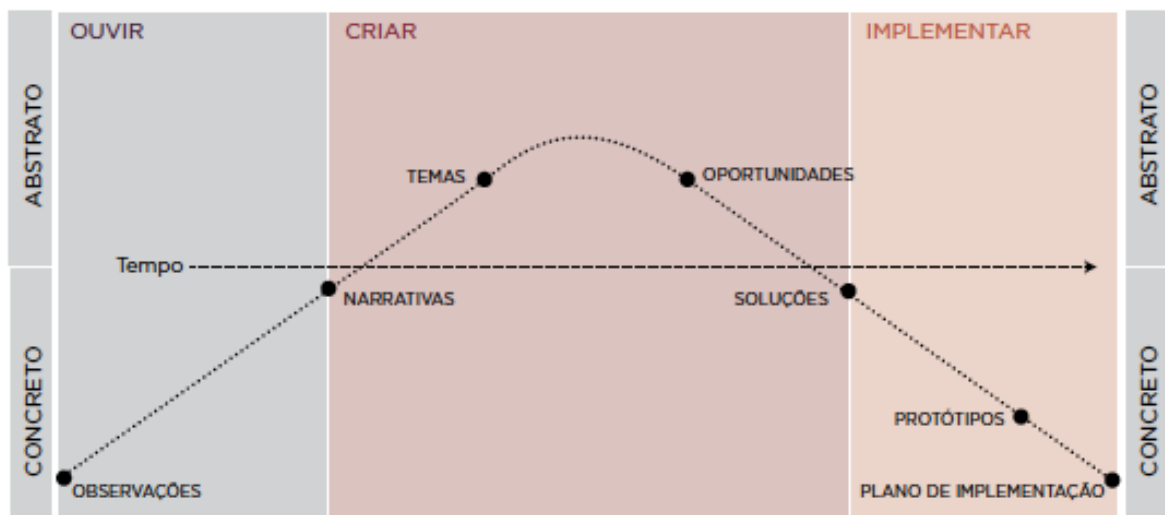 OUVIR
CRIAR
IMPLEMENTAR
ABSTRATO
ABSTRATO
TEMAS
OPORTUNIDADES
Tempo
NARRATIVAS
SOLUÇÕES
CONCRETO
CONCRETO
PROTÓTIPOS
OBSERVAÇÕES
PLANO DE IMPLEMENTAÇÃO